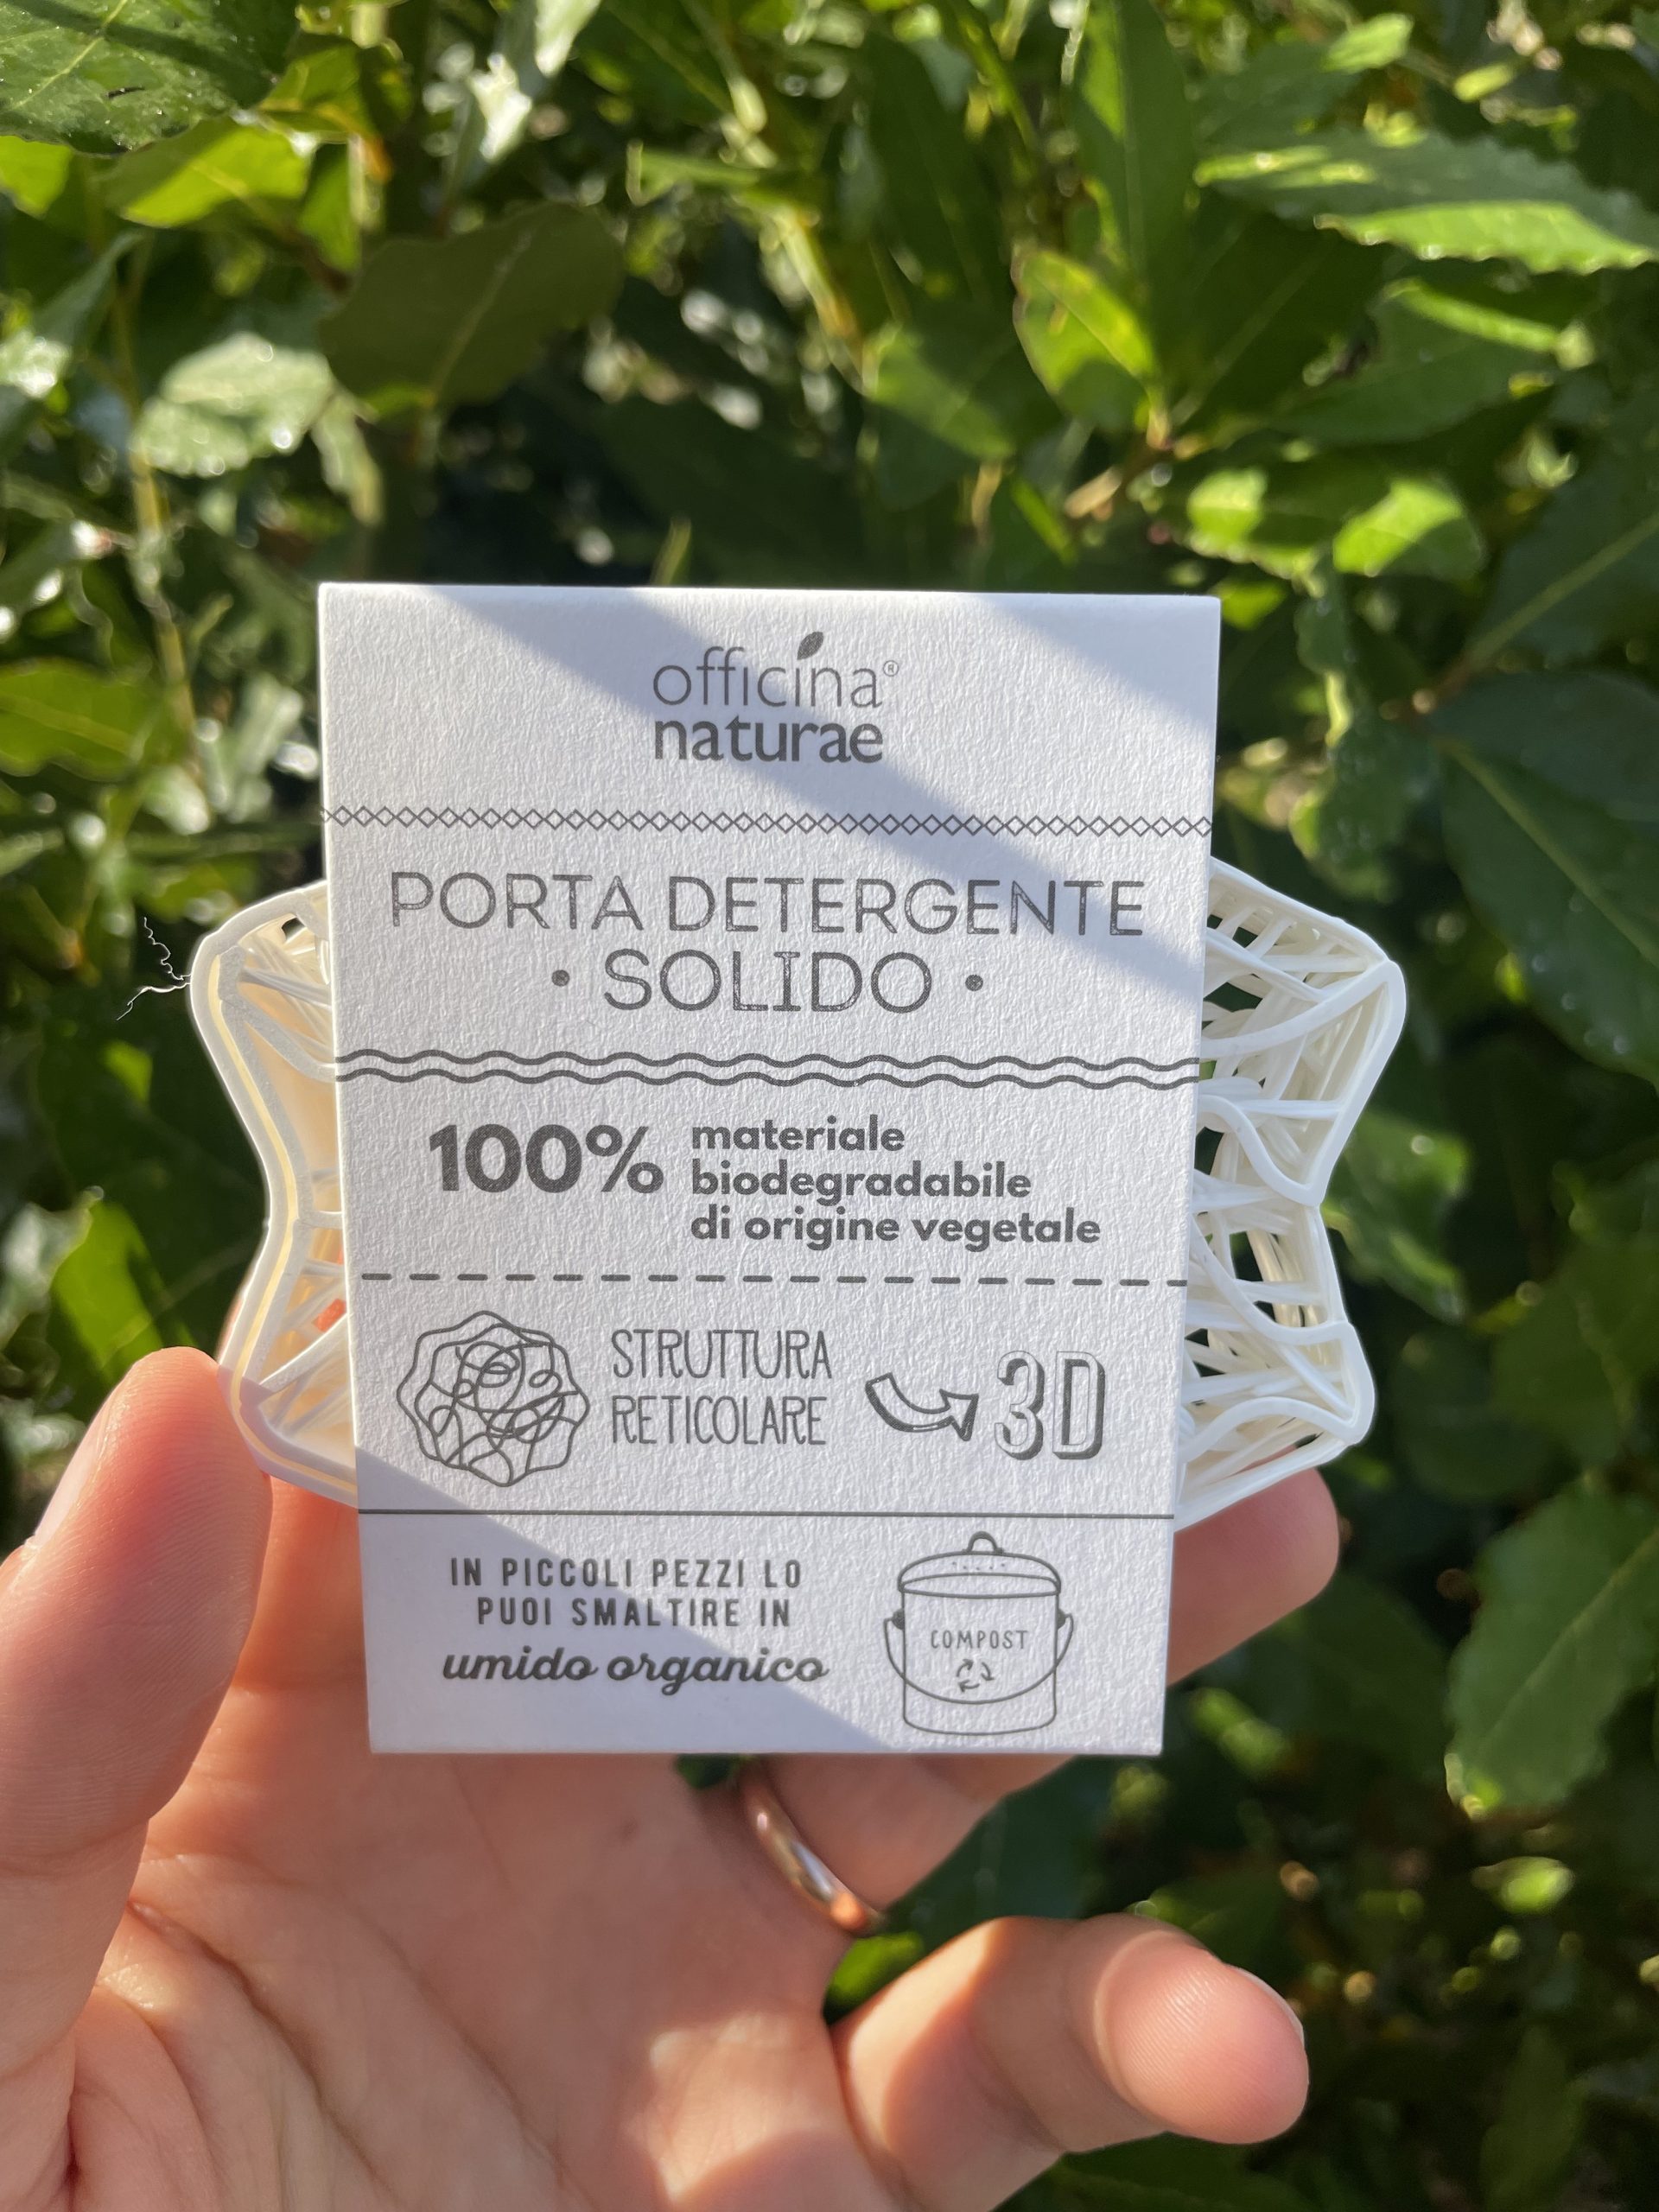 officina®
naturae
PORTA DETERGENTE
• SOLIDO •
100% materiale
biodegradabile
di origine vegetale
STRUTTURA
RETICOLARE
3D
IN PICCOLI PEZZI LO
PUOI SMALTIRE IN
umido organico
COMPOST